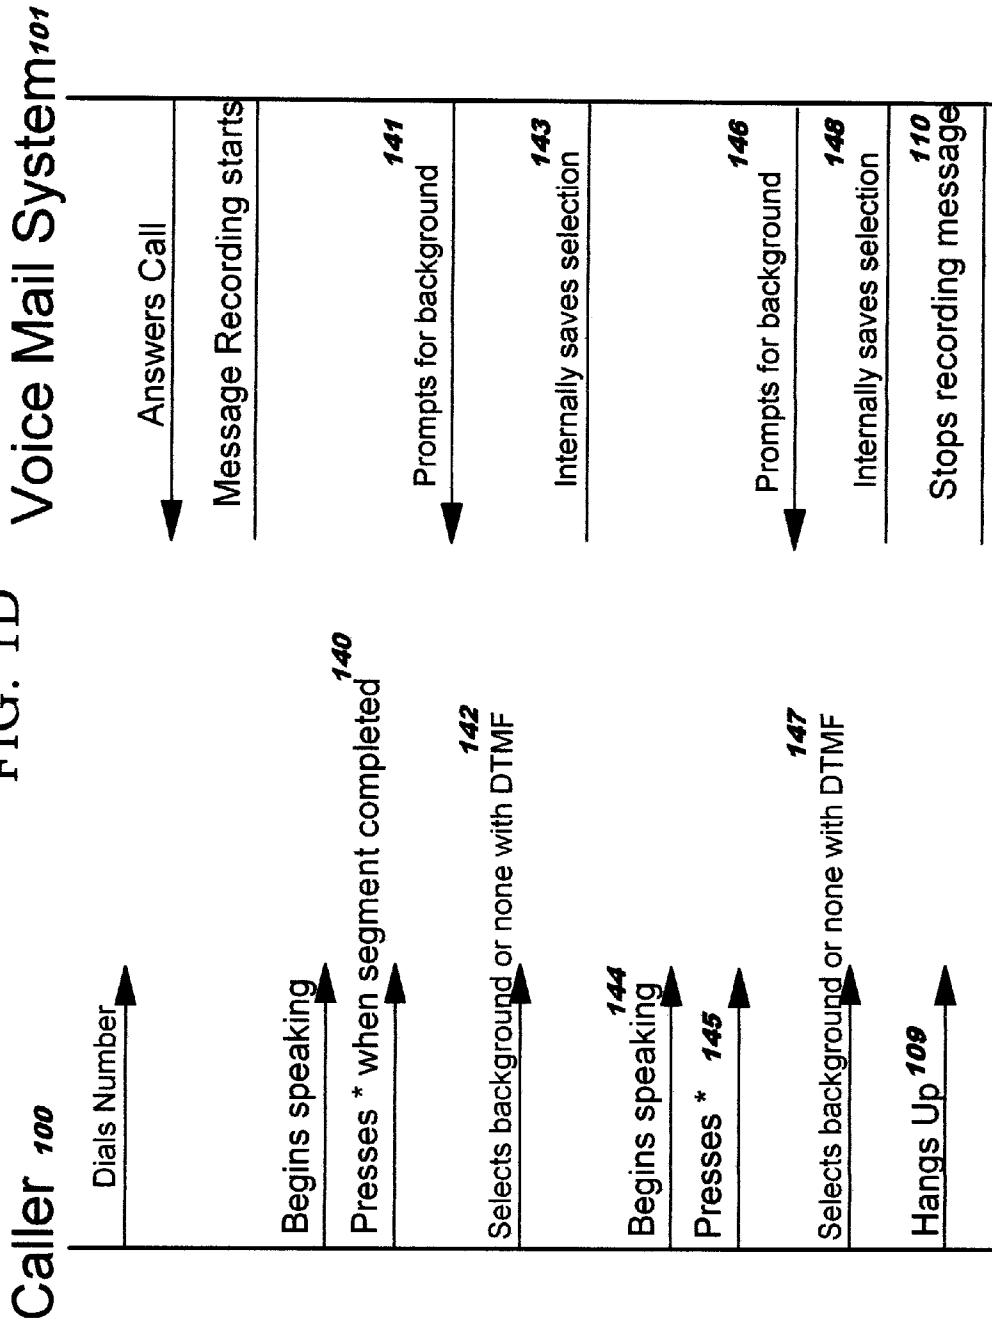 FIG. 1D
Caller 100
Voice Mail System 101
Dials Number
Answers Call
Message Recording starts
Begins speaking
Presses * when segment completed 140
Prompts for background 141
Selects background or none with DTMF 142
Internally saves selection 143
Begins speaking 144
Presses * 145
Prompts for background 146
Selects background or none with DTMF 147
Internally saves selection 148
Hangs Up 109
Stops recording message 110